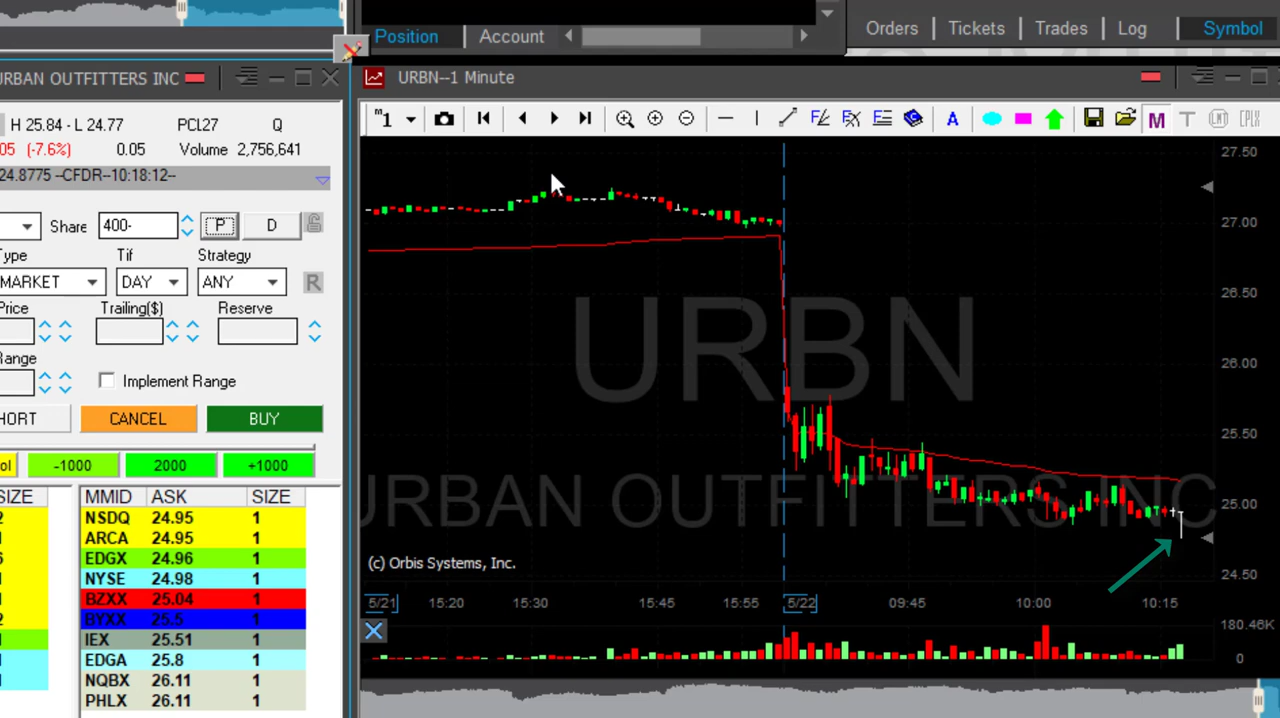 Position
Account
Orders
Tickets
Trades
Log
Symbol
URBAN OUTFITTERS INC
URBN--1 Minute
H 25.84 - L 24.77
PCL27
Q
05 (-7.6%)
0.05
Volume 2,756,641
24.8775 --CFDR--10:18:12--
Share
400-
P
D
Type
Tif
Strategy
MARKET
DAY
ANY
R
Price
Trailing($)
Reserve
Range
Implement Range
HORT
CANCEL
BUY
ol
-1000
2000
+1000
SIZE
MMID ASK SIZE
NSDQ 24.95 1
ARCA 24.95 1
EDGX 24.96 1
NYSE 24.98 1
BZXX 25.04 1
BYXX 25.5 1
IEX 25.51 1
EDGA 25.8 1
NQBX 26.11 1
PHLX 26.11 1
m1
A
M
T
27.50
27.00
26.50
26.00
25.50
25.00
24.50
URBN
URBAN OUTFITTERS INC
(c) Orbis Systems, Inc.
5/21 15:20 15:30 15:45 15:55 5/22 09:45 10:00 10:15
180.46K
0